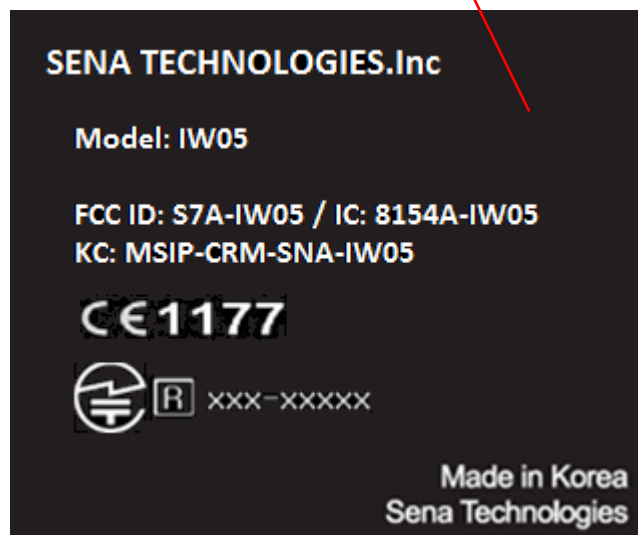 SENA TECHNOLOGIES.Inc
Model: IW05
FCC ID: S7A-IW05 / IC: 8154A-IW05
KC: MSIP-CRM-SNA-IW05
CE1177
R xxx-xxxxx
Made in Korea
Sena Technologies